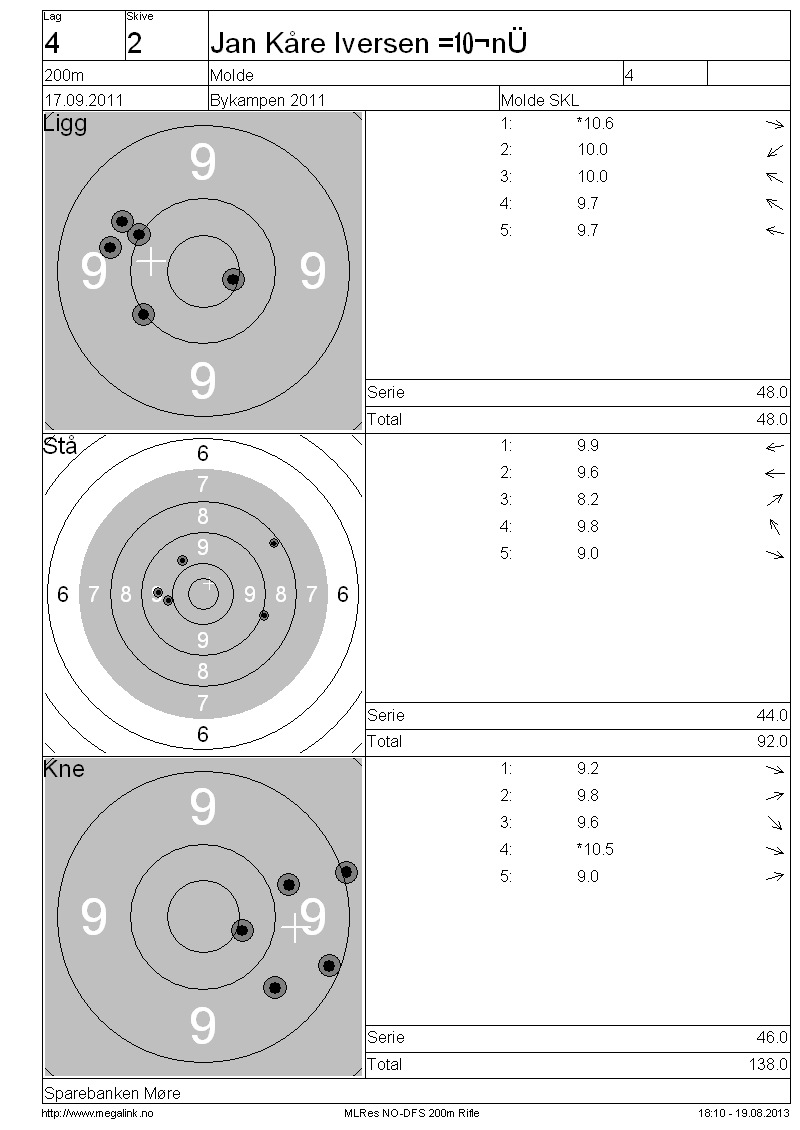 Lag Skive
4 2 Jan Kåre Iversen =10¬nÜ
200m Molde 4
17.09.2011 Bykampen 2011 Molde SKL
Ligg
9
9 9
9
1: *10.6
2: 10.0
3: 10.0
4: 9.7
5: 9.7
Serie 48.0
Total 48.0
Stå
6
7
8
9
6 7 8 9 9 8 7 6
9
8
7
6
1: 9.9
2: 9.6
3: 8.2
4: 9.8
5: 9.0
Serie 44.0
Total 92.0
Kne
9
9 9
9
1: 9.2
2: 9.8
3: 9.6
4: *10.5
5: 9.0
Serie 46.0
Total 138.0
Sparebanken Møre
http://www.megalink.no MLRes NO-DFS 200m Rifle 18:10 - 19.08.2013